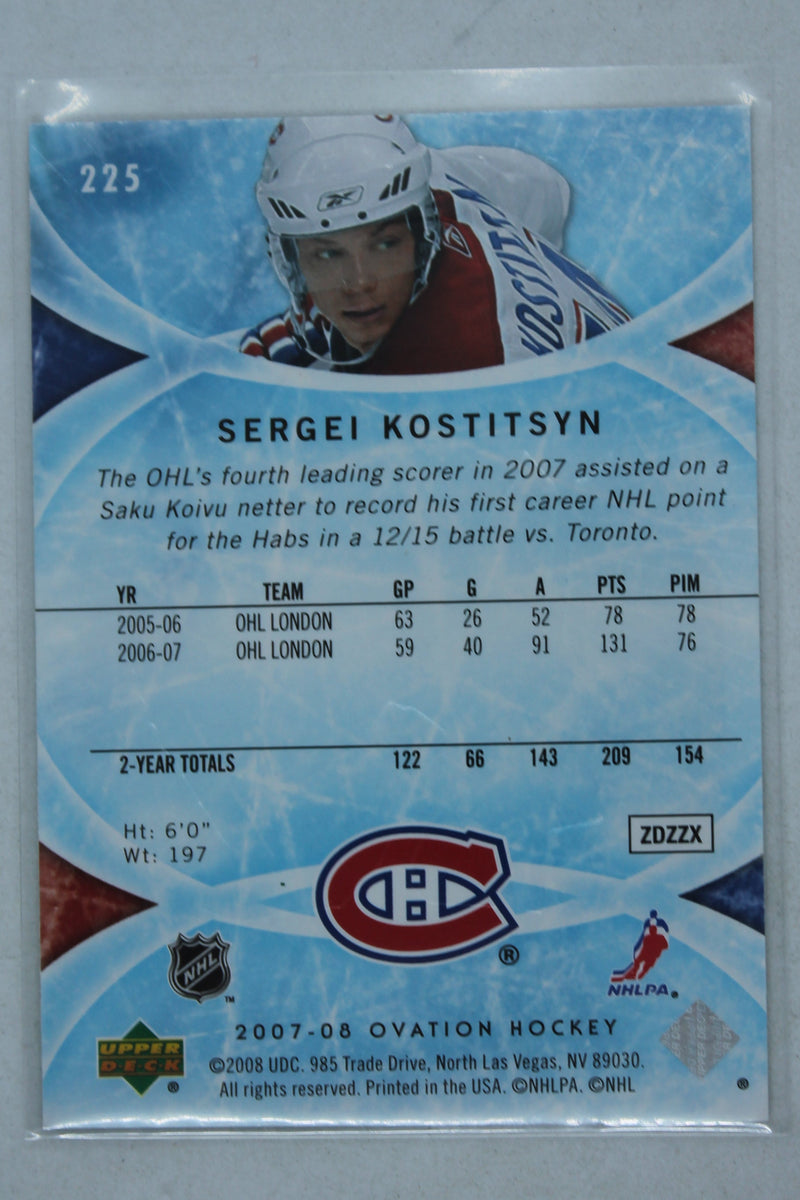 225
KOSTITSYN
SERGEI KOSTITSYN
The OHL's fourth leading scorer in 2007 assisted on a
Saku Koivu netter to record his first career NHL point
for the Habs in a 12/15 battle vs. Toronto.
YR TEAM GP G A PTS PIM
2005-06 OHL LONDON 63 26 52 78 78
2006-07 OHL LONDON 59 40 91 131 76
2-YEAR TOTALS 122 66 143 209 154
Ht: 6'0"
Wt: 197
ZDZZX
CH®
NHL™
NHLPA®
2007-08 OVATION HOCKEY
UPPER
DECK®
©2008 UDC. 985 Trade Drive, North Las Vegas, NV 89030.
All rights reserved. Printed in the USA. ©NHLPA. ©NHL
®